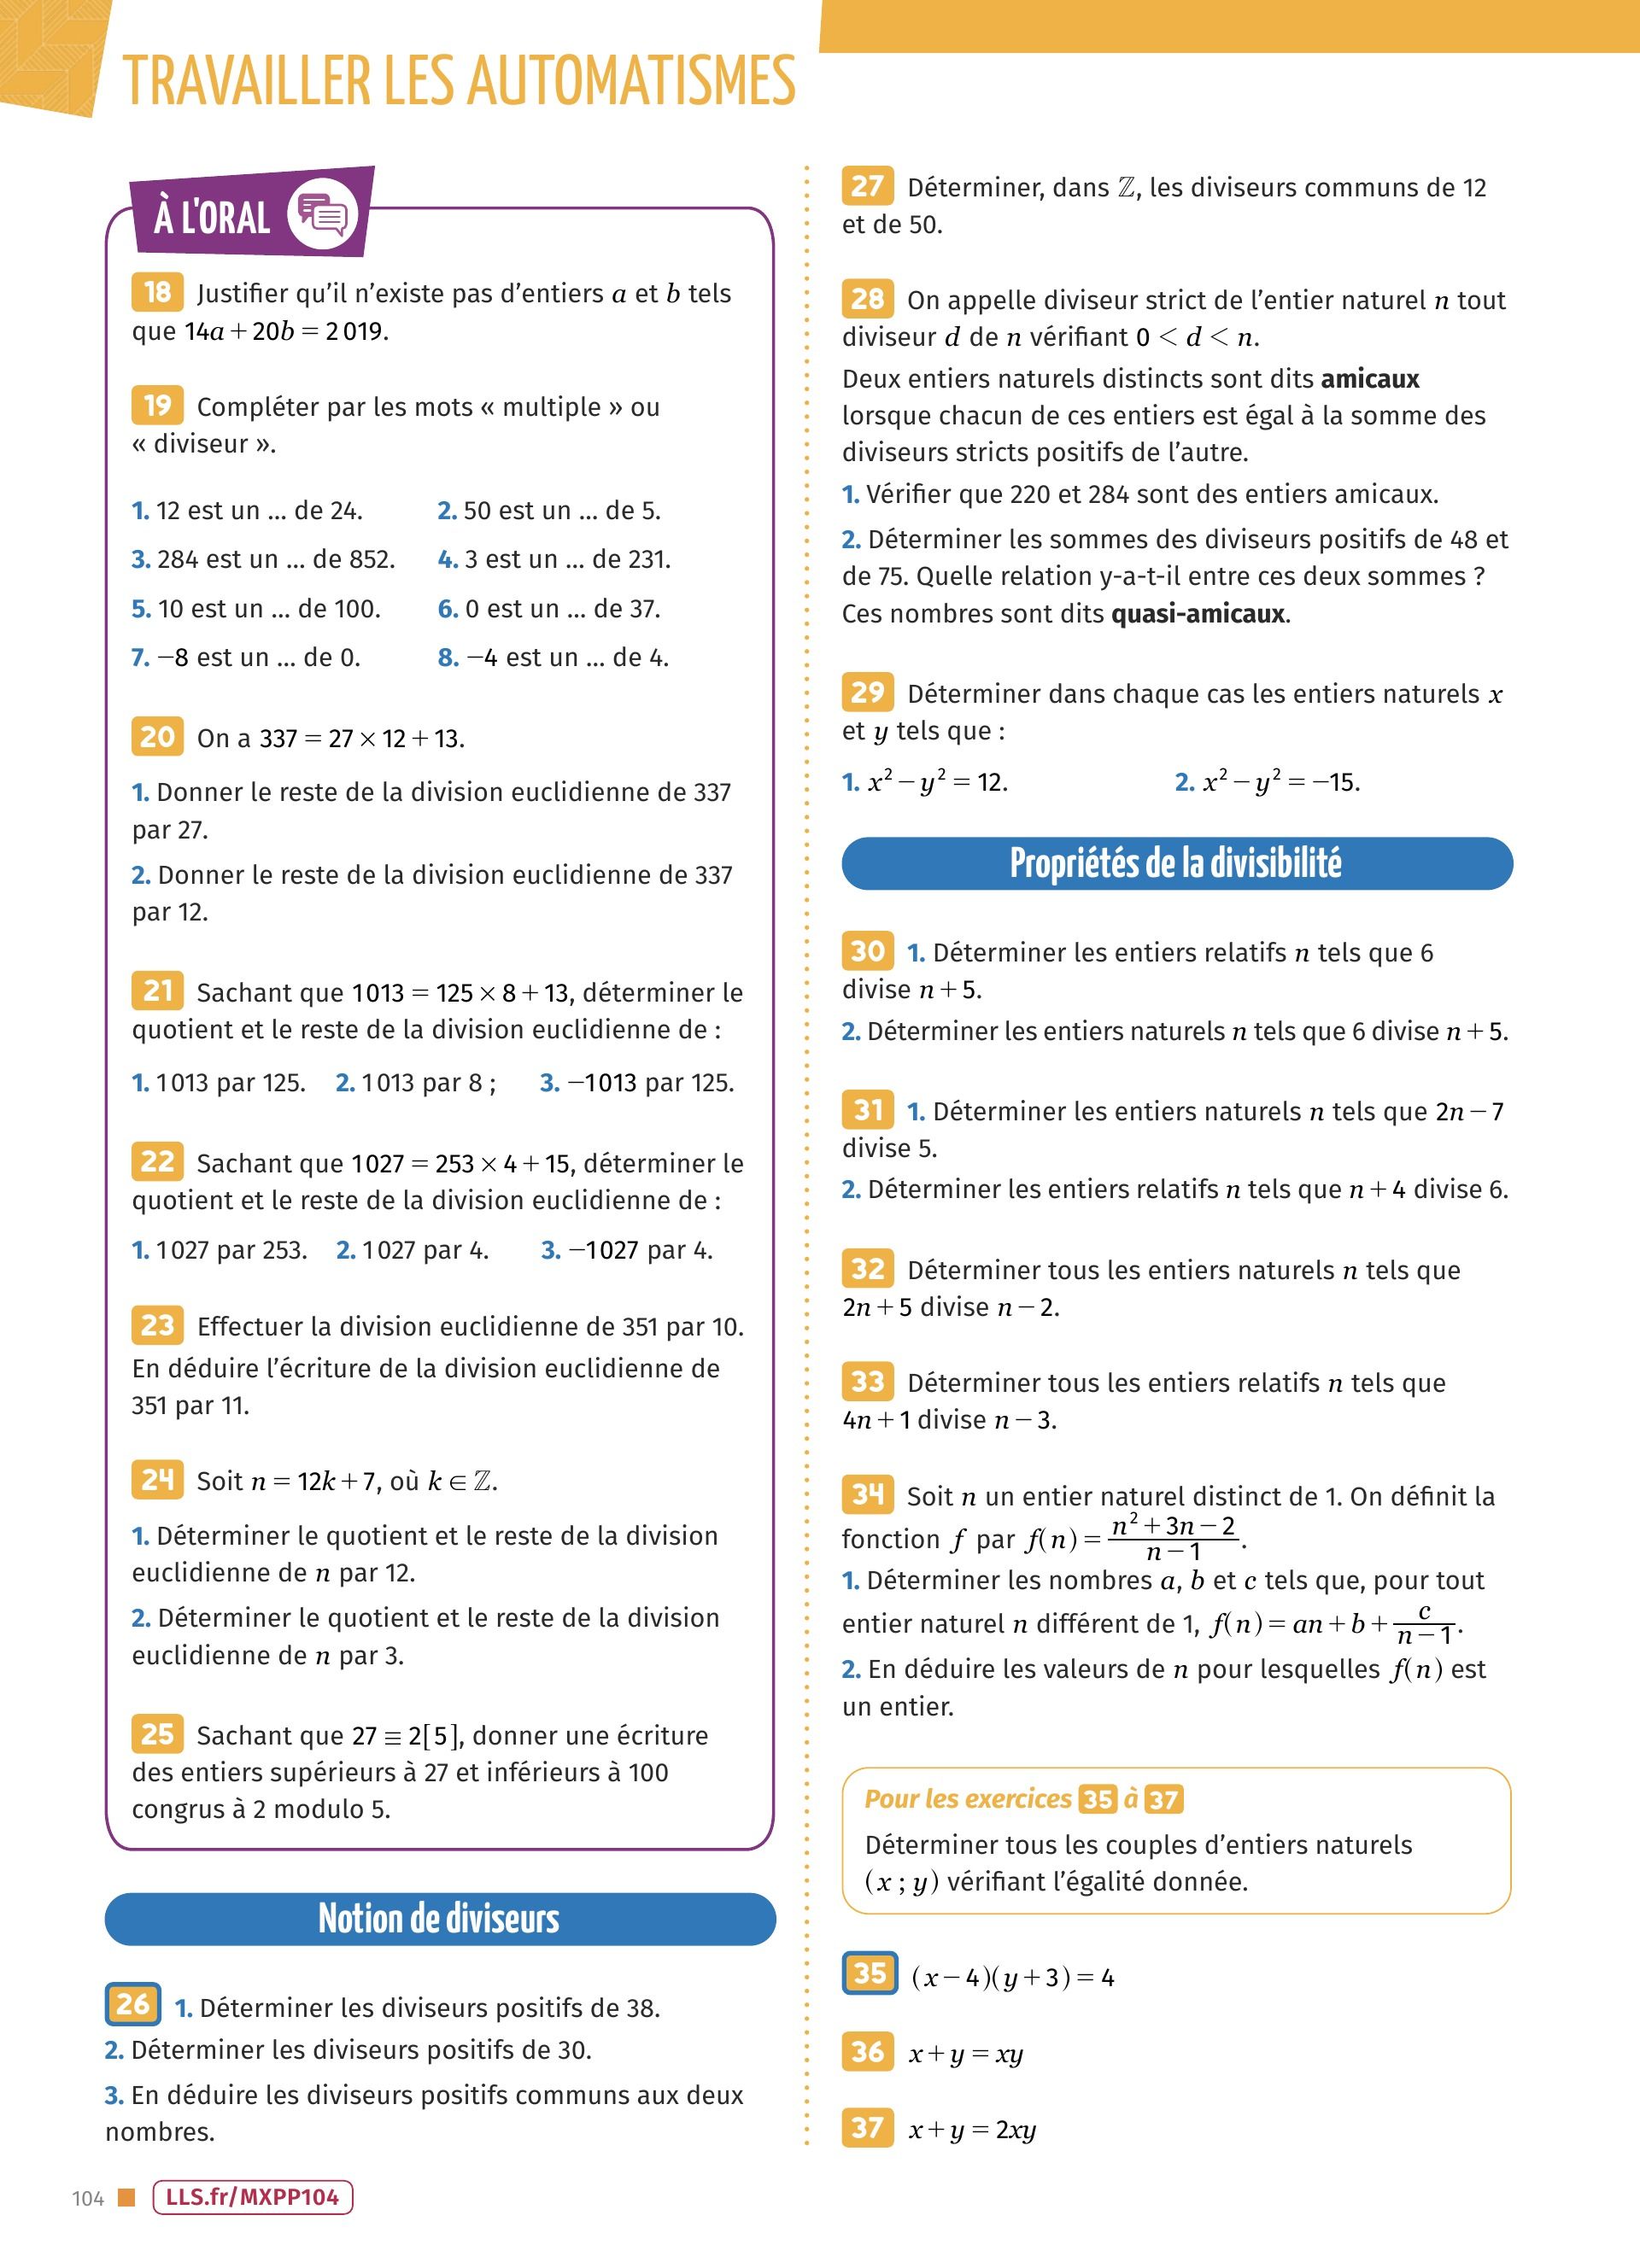 TRAVAILLER LES AUTOMATISMES
À L'ORAL
18 Justifier qu’il n’existe pas d’entiers a et b tels
que 14a + 20b = 2 019.
19 Compléter par les mots « multiple » ou
« diviseur ».
1. 12 est un ... de 24. 2. 50 est un ... de 5.
3. 284 est un ... de 852. 4. 3 est un ... de 231.
5. 10 est un ... de 100. 6. 0 est un ... de 37.
7. −8 est un ... de 0. 8. −4 est un ... de 4.
20 On a 337 = 27 × 12 + 13.
1. Donner le reste de la division euclidienne de 337
par 27.
2. Donner le reste de la division euclidienne de 337
par 12.
21 Sachant que 1 013 = 125 × 8 + 13, déterminer le
quotient et le reste de la division euclidienne de :
1. 1 013 par 125. 2. 1 013 par 8 ; 3. −1 013 par 125.
22 Sachant que 1 027 = 253 × 4 + 15, déterminer le
quotient et le reste de la division euclidienne de :
1. 1 027 par 253. 2. 1 027 par 4. 3. −1 027 par 4.
23 Effectuer la division euclidienne de 351 par 10.
En déduire l’écriture de la division euclidienne de
351 par 11.
24 Soit n = 12k + 7, où k ∈ ℤ.
1. Déterminer le quotient et le reste de la division
euclidienne de n par 12.
2. Déterminer le quotient et le reste de la division
euclidienne de n par 3.
25 Sachant que 27 ≡ 2[5], donner une écriture
des entiers supérieurs à 27 et inférieurs à 100
congrus à 2 modulo 5.
Notion de diviseurs
26 1. Déterminer les diviseurs positifs de 38.
2. Déterminer les diviseurs positifs de 30.
3. En déduire les diviseurs positifs communs aux deux
nombres.
27 Déterminer, dans ℤ, les diviseurs communs de 12
et de 50.
28 On appelle diviseur strict de l’entier naturel n tout
diviseur d de n vérifiant 0 < d < n.
Deux entiers naturels distincts sont dits amicaux
lorsque chacun de ces entiers est égal à la somme des
diviseurs stricts positifs de l’autre.
1. Vérifier que 220 et 284 sont des entiers amicaux.
2. Déterminer les sommes des diviseurs positifs de 48 et
de 75. Quelle relation y-a-t-il entre ces deux sommes ?
Ces nombres sont dits quasi-amicaux.
29 Déterminer dans chaque cas les entiers naturels x
et y tels que :
1. x² − y² = 12. 2. x² − y² = −15.
Propriétés de la divisibilité
30 1. Déterminer les entiers relatifs n tels que 6
divise n + 5.
2. Déterminer les entiers naturels n tels que 6 divise n + 5.
31 1. Déterminer les entiers naturels n tels que 2n − 7
divise 5.
2. Déterminer les entiers relatifs n tels que n + 4 divise 6.
32 Déterminer tous les entiers naturels n tels que
2n + 5 divise n − 2.
33 Déterminer tous les entiers relatifs n tels que
4n + 1 divise n − 3.
34 Soit n un entier naturel distinct de 1. On définit la
fonction f par f(n) = (n² + 3n − 2)/(n − 1).
1. Déterminer les nombres a, b et c tels que, pour tout
entier naturel n différent de 1, f(n) = an + b + c/(n − 1).
2. En déduire les valeurs de n pour lesquelles f(n) est
un entier.
Pour les exercices 35 à 37
Déterminer tous les couples d’entiers naturels
(x ; y) vérifiant l’égalité donnée.
35 (x − 4)(y + 3) = 4
36 x + y = xy
37 x + y = 2xy
104 LLS.fr/MXPP104